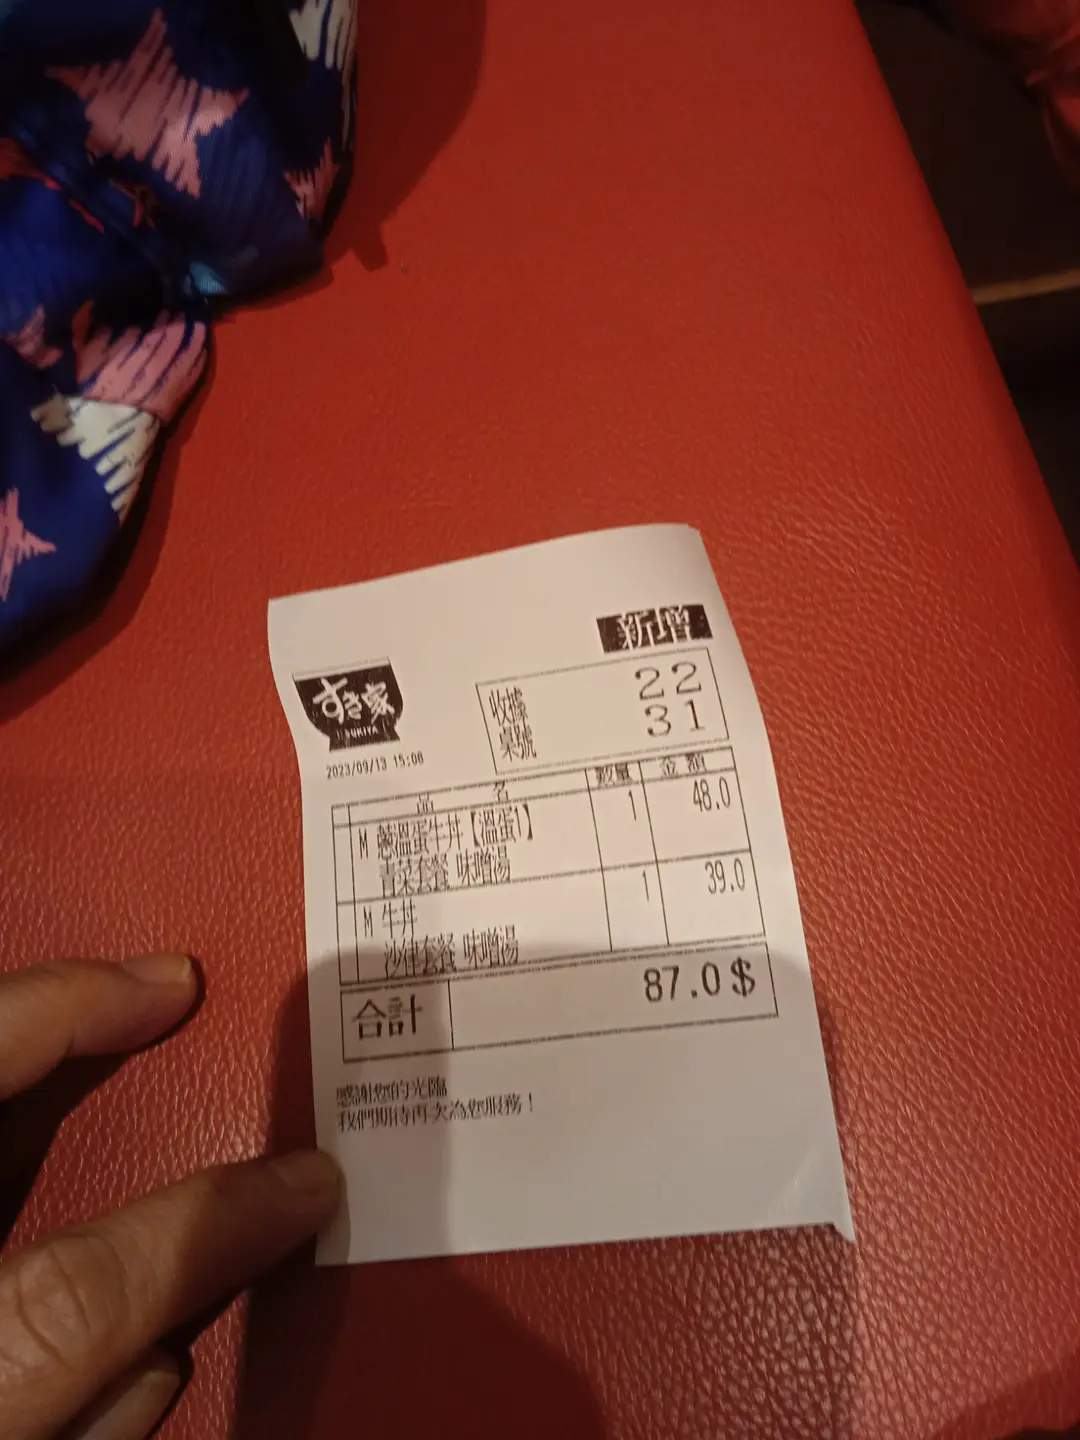 新增
すき家
SUKIYA
收據 22
桌號 31
2023/09/13 15:08
品名 數量 金額
M 蔥溫蛋牛丼【溫蛋1】 1 48.0
青菜套餐 味噌湯
M 牛丼 1 39.0
沙律套餐 味噌湯
合計 87.0$
感謝您的光臨
我們期待再次為您服務！